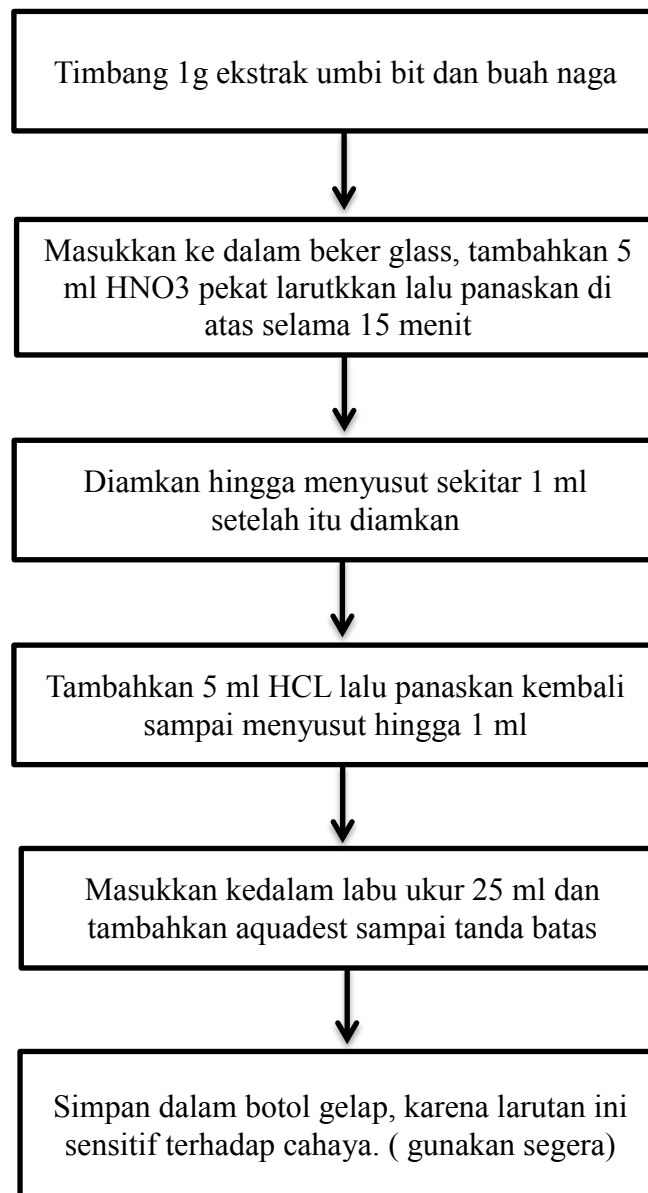 Timbang 1g ekstrak umbi bit dan buah naga
Masukkan ke dalam beker glass, tambahkan 5
ml HNO3 pekat larutkkan lalu panaskan di
atas selama 15 menit
Diamkan hingga menyusut sekitar 1 ml
setelah itu diamkan
Tambahkan 5 ml HCL lalu panaskan kembali
sampai menyusut hingga 1 ml
Masukkan kedalam labu ukur 25 ml dan
tambahkan aquadest sampai tanda batas
Simpan dalam botol gelap, karena larutan ini
sensitif terhadap cahaya. ( gunakan segera)